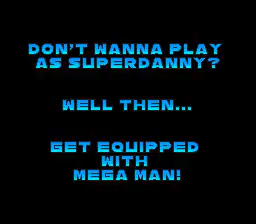 DON'T WANNA PLAY
AS SUPERDANNY?
WELL THEN...
GET EQUIPPED
WITH
MEGA MAN!